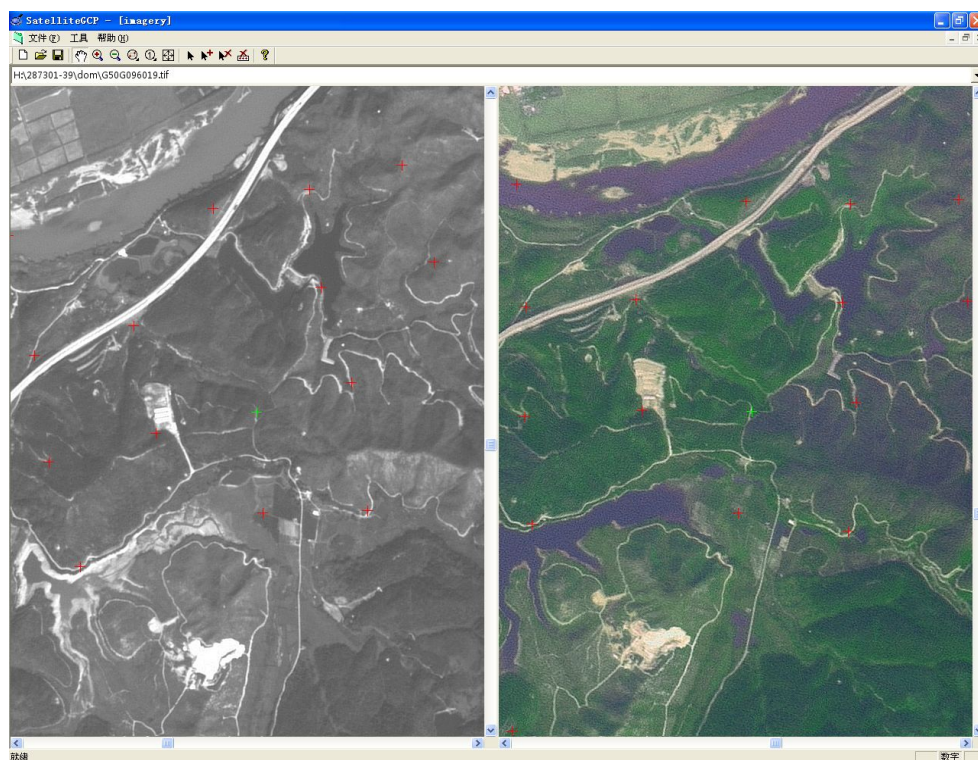 SatelliteGCP - [imagery]
文件(F) 工具 帮助(H)
H:\287301-39\dom\G50G096019.tif
就绪 数字